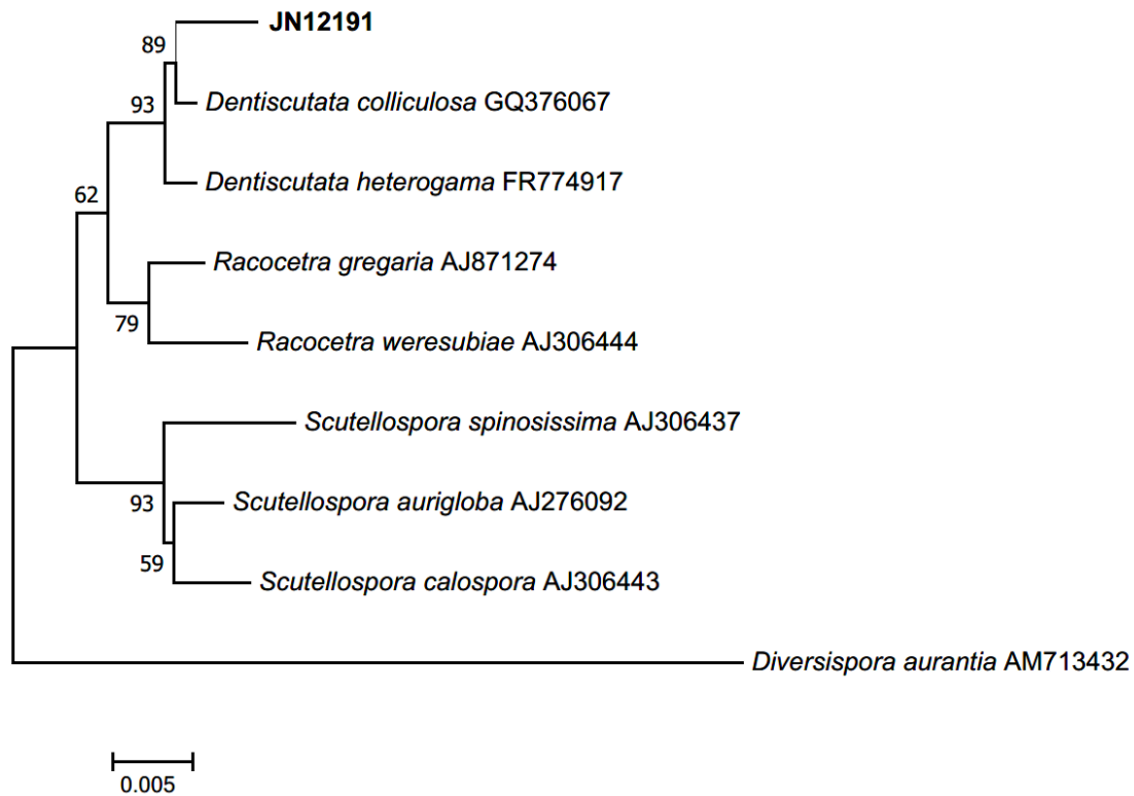 JN12191
89
Dentiscutata colliculosa GQ376067
93
Dentiscutata heterogama FR774917
62
Racocetra gregaria AJ871274
79
Racocetra weresubiae AJ306444
Scutellospora spinosissima AJ306437
93
Scutellospora aurigloba AJ276092
59
Scutellospora calospora AJ306443
Diversispora aurantia AM713432
0.005